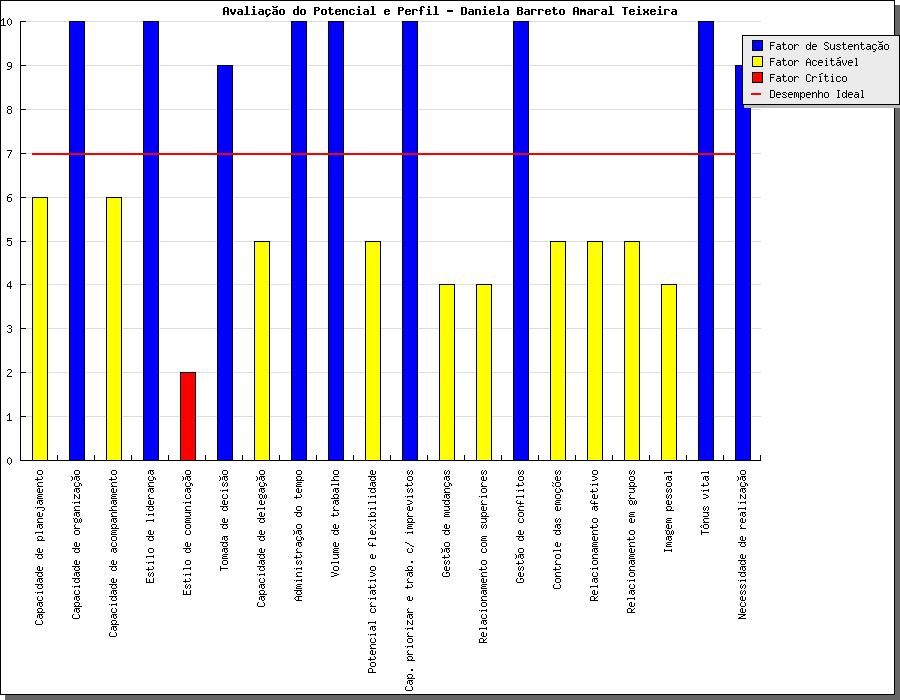 Avaliação do Potencial e Perfil - Daniela Barreto Amaral Teixeira
Fator de Sustentação
Fator Aceitável
Fator Crítico
Desempenho Ideal
10
9
8
7
6
5
4
3
2
1
0
Capacidade de planejamento
Capacidade de organização
Capacidade de acompanhamento
Estilo de liderança
Estilo de comunicação
Tomada de decisão
Capacidade de delegação
Administração do tempo
Volume de trabalho
Potencial criativo e flexibilidade
Cap. priorizar e trab. c/ imprevistos
Gestão de mudanças
Relacionamento com superiores
Gestão de conflitos
Controle das emoções
Relacionamento afetivo
Relacionamento em grupos
Imagem pessoal
Tônus vital
Necessidade de realização